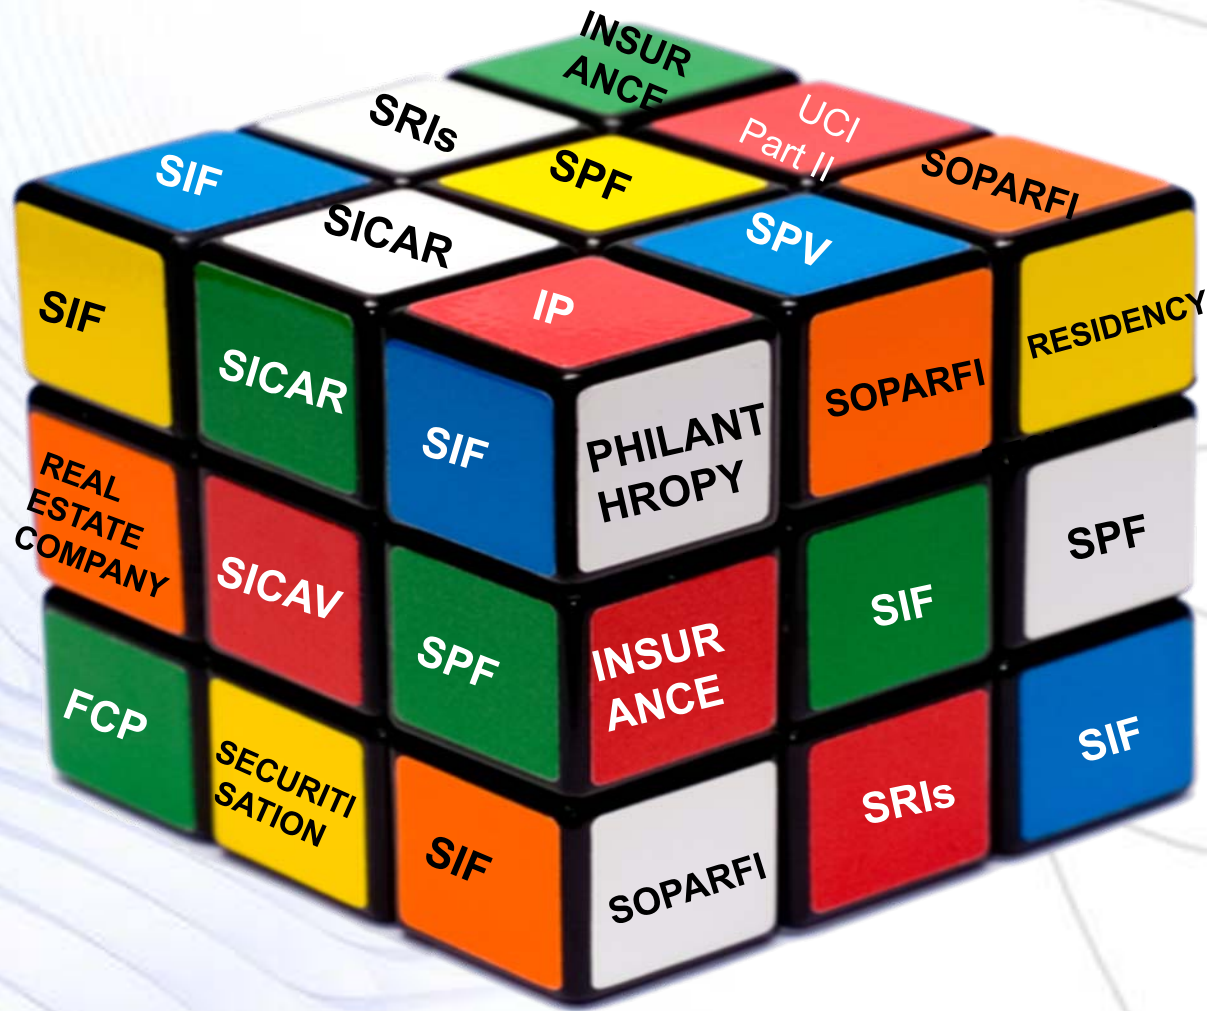 INSUR
ANCE
SRIs
UCI
Part II
SIF
SPF
SOPARFI
SICAR
SPV
IP
SIF
SICAR
SIF
REAL
ESTATE
COMPANY
SICAV
SPF
FCP
SECURITI
SATION
SIF
PHILANT
HROPY
SOPARFI
RESIDENCY
INSUR
ANCE
SIF
SPF
SOPARFI
SRIs
SIF